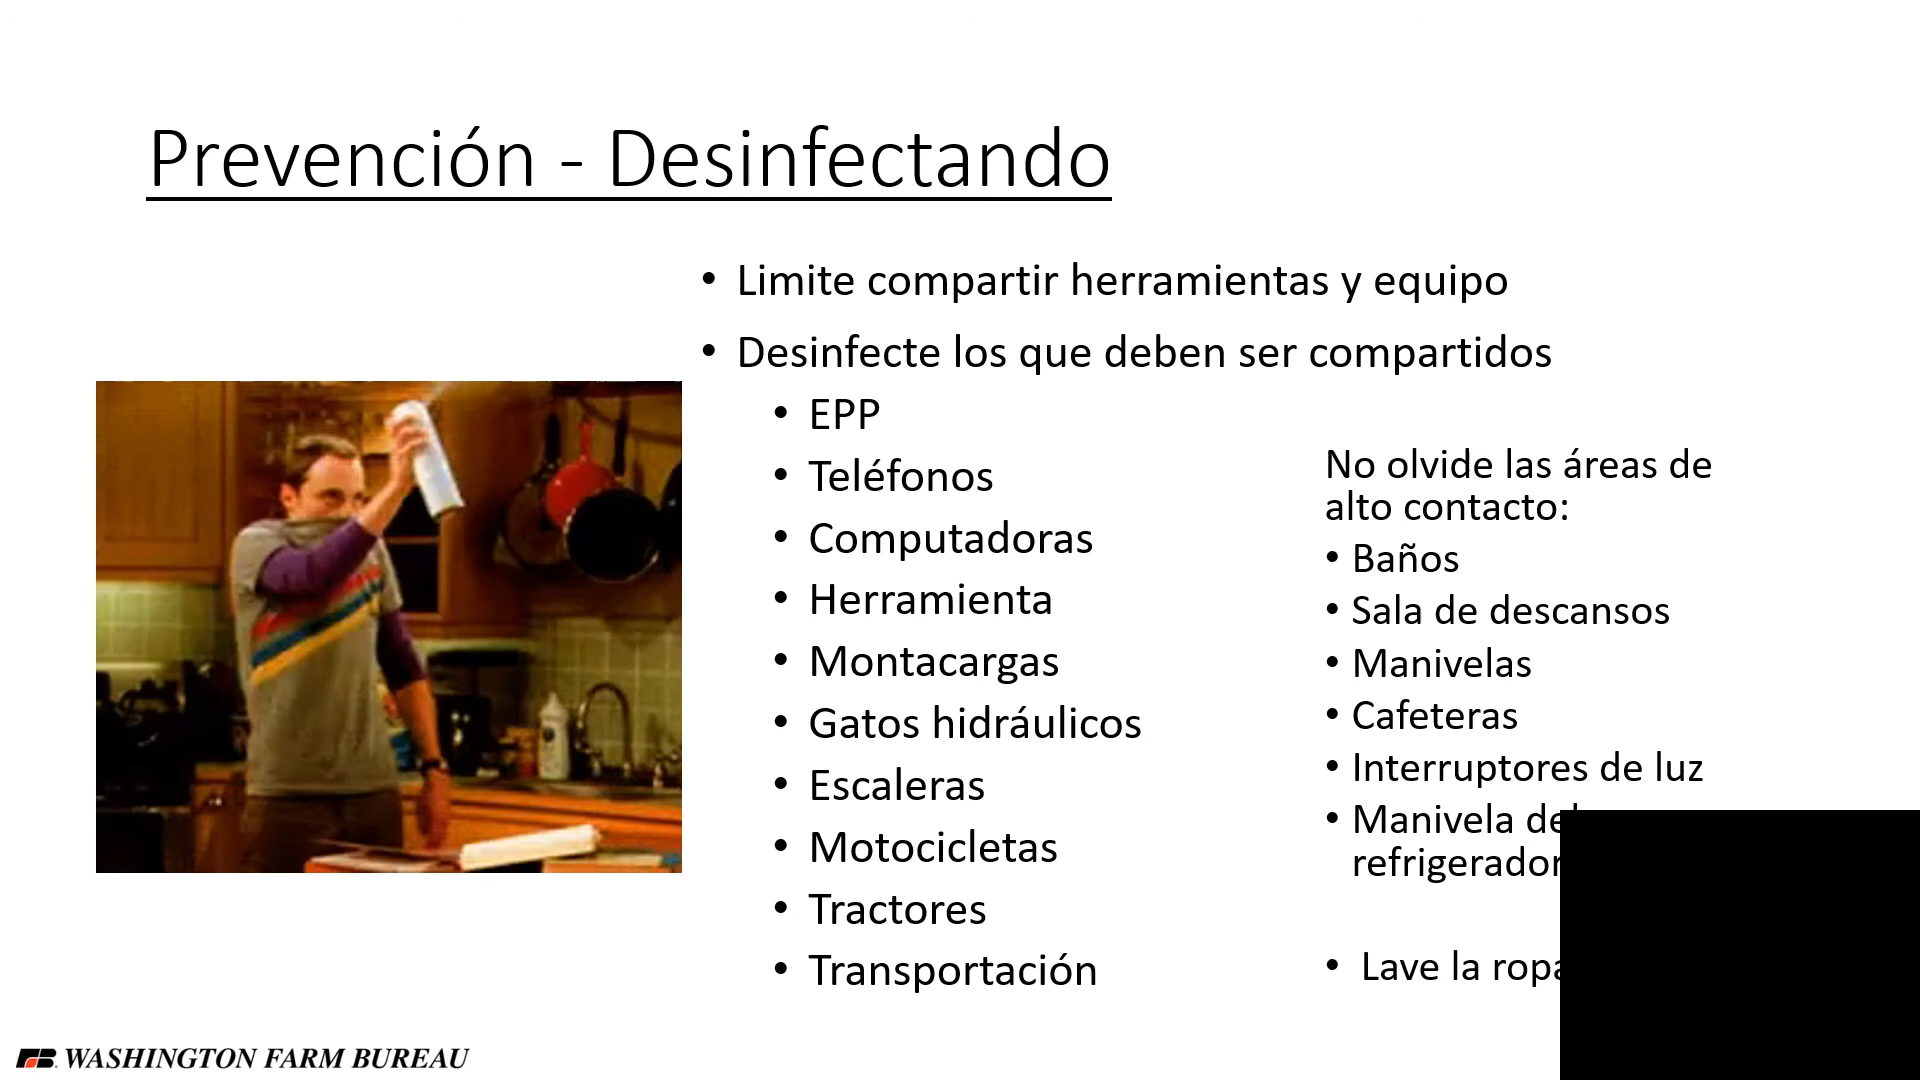 Prevención - Desinfectando
• Limite compartir herramientas y equipo
• Desinfecte los que deben ser compartidos
• EPP
• Teléfonos
• Computadoras
• Herramienta
• Montacargas
• Gatos hidráulicos
• Escaleras
• Motocicletas
• Tractores
• Transportación
No olvide las áreas de
alto contacto:
• Baños
• Sala de descansos
• Manivelas
• Cafeteras
• Interruptores de luz
• Manivela del
refrigerador
• Lave la ropa
WASHINGTON FARM BUREAU